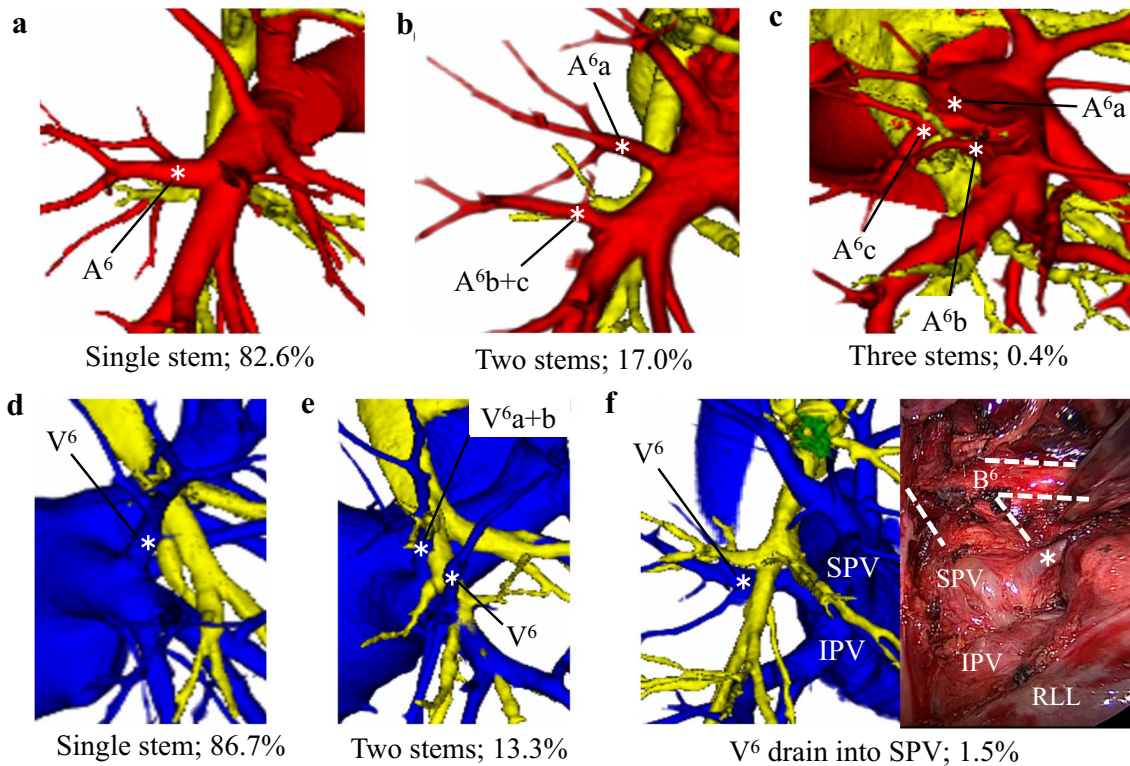 a
A⁶
Single stem; 82.6%
b
A⁶a
A⁶b+c
Two stems; 17.0%
c
A⁶a
A⁶c
A⁶b
Three stems; 0.4%
d
V⁶
Single stem; 86.7%
e
V⁶a+b
V⁶
Two stems; 13.3%
f
V⁶
SPV
IPV
B⁶
SPV
IPV
RLL
V⁶ drain into SPV; 1.5%